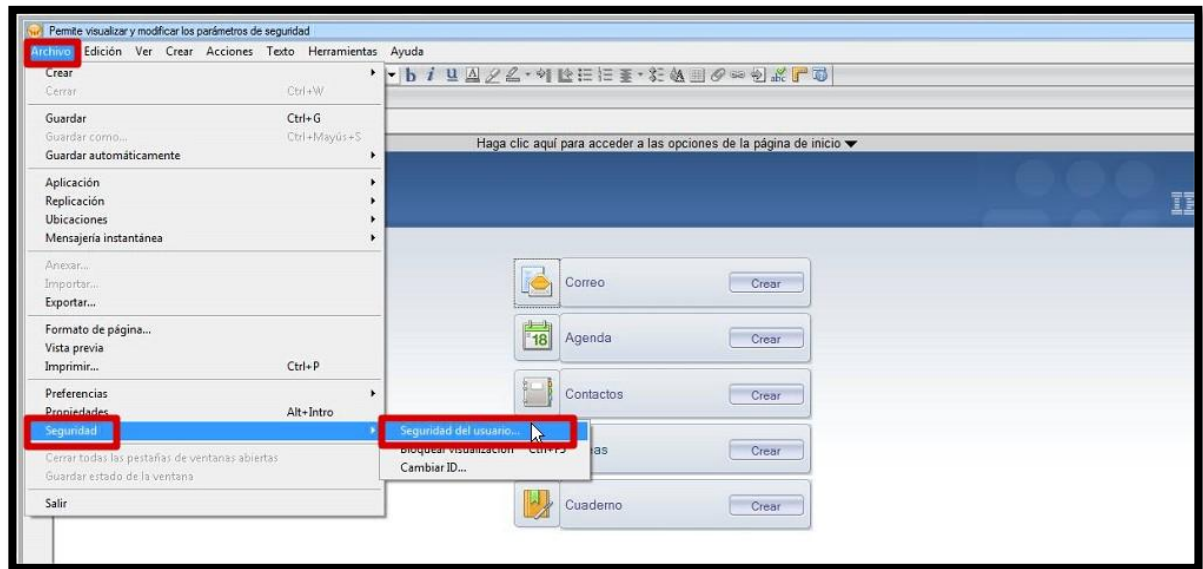 Permite visualizar y modificar los parámetros de seguridad
Archivo Edición Ver Crear Acciones Texto Herramientas Ayuda
b i u
Haga clic aquí para acceder a las opciones de la página de inicio
Crear
Cerrar Ctrl+W
Guardar Ctrl+G
Guardar como... Ctrl+Mayús+S
Guardar automáticamente
Aplicación
Replicación
Ubicaciones
Mensajería instantánea
Anexar...
Importar...
Exportar...
Formato de página...
Vista previa
Imprimir... Ctrl+P
Preferencias
Propiedades Alt+Intro
Seguridad
Cerrar todas las pestañas de ventanas abiertas
Guardar estado de la ventana
Salir
Seguridad del usuario...
Bloquear visualización Ctrl+F5
Cambiar ID...
Correo Crear
18 Agenda Crear
Contactos Crear
eas Crear
Cuaderno Crear